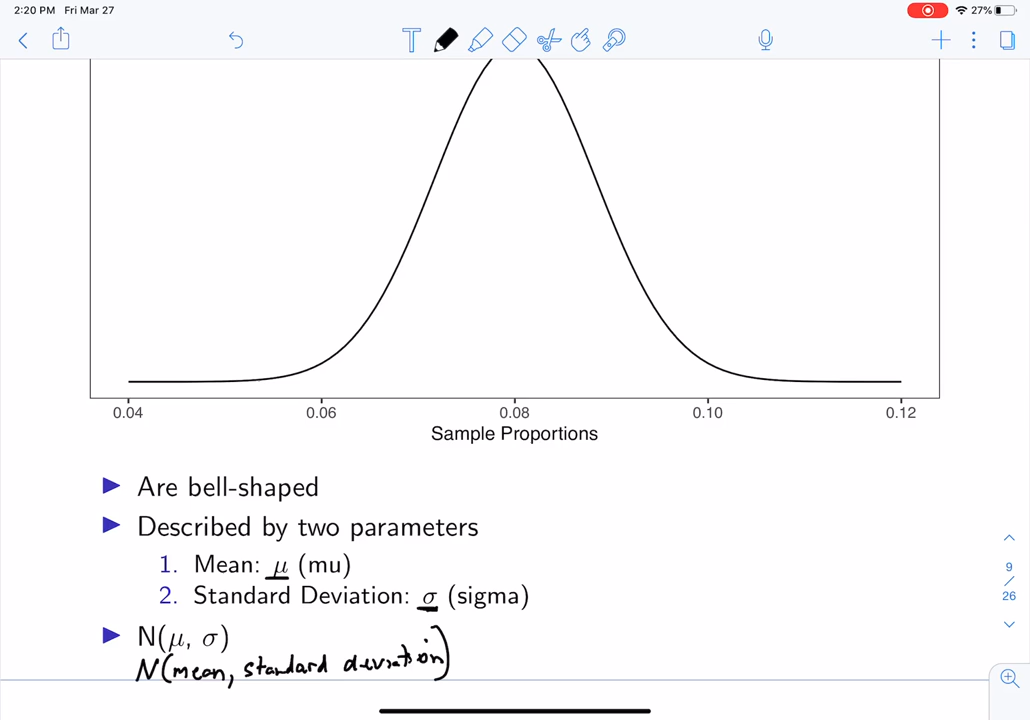 2:20 PM Fri Mar 27
27%
T
0.04 0.06 0.08 0.10 0.12
Sample Proportions
Are bell-shaped
Described by two parameters
1. Mean: μ (mu)
2. Standard Deviation: σ (sigma)
N(μ, σ)
N(mean, standard deviation)
9
/
26